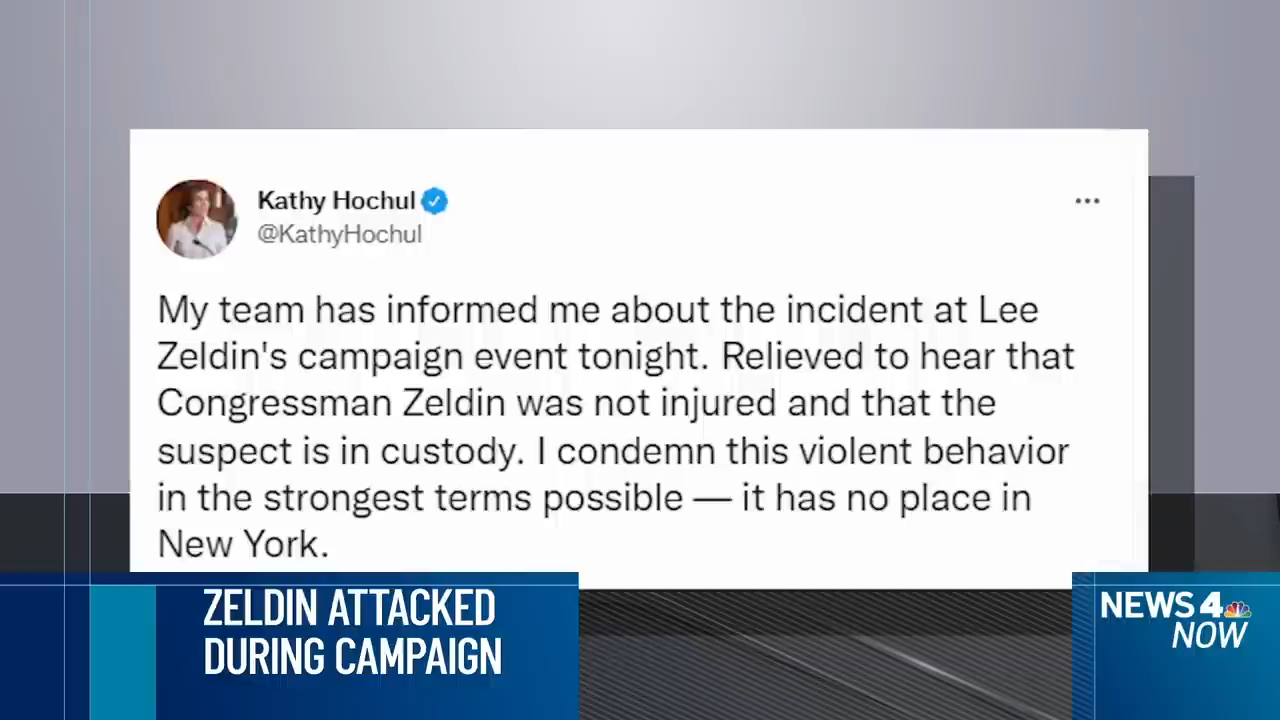 Kathy Hochul
@KathyHochul
My team has informed me about the incident at Lee
Zeldin's campaign event tonight. Relieved to hear that
Congressman Zeldin was not injured and that the
suspect is in custody. I condemn this violent behavior
in the strongest terms possible — it has no place in
New York.
ZELDIN ATTACKED
DURING CAMPAIGN
NEWS 4
NOW